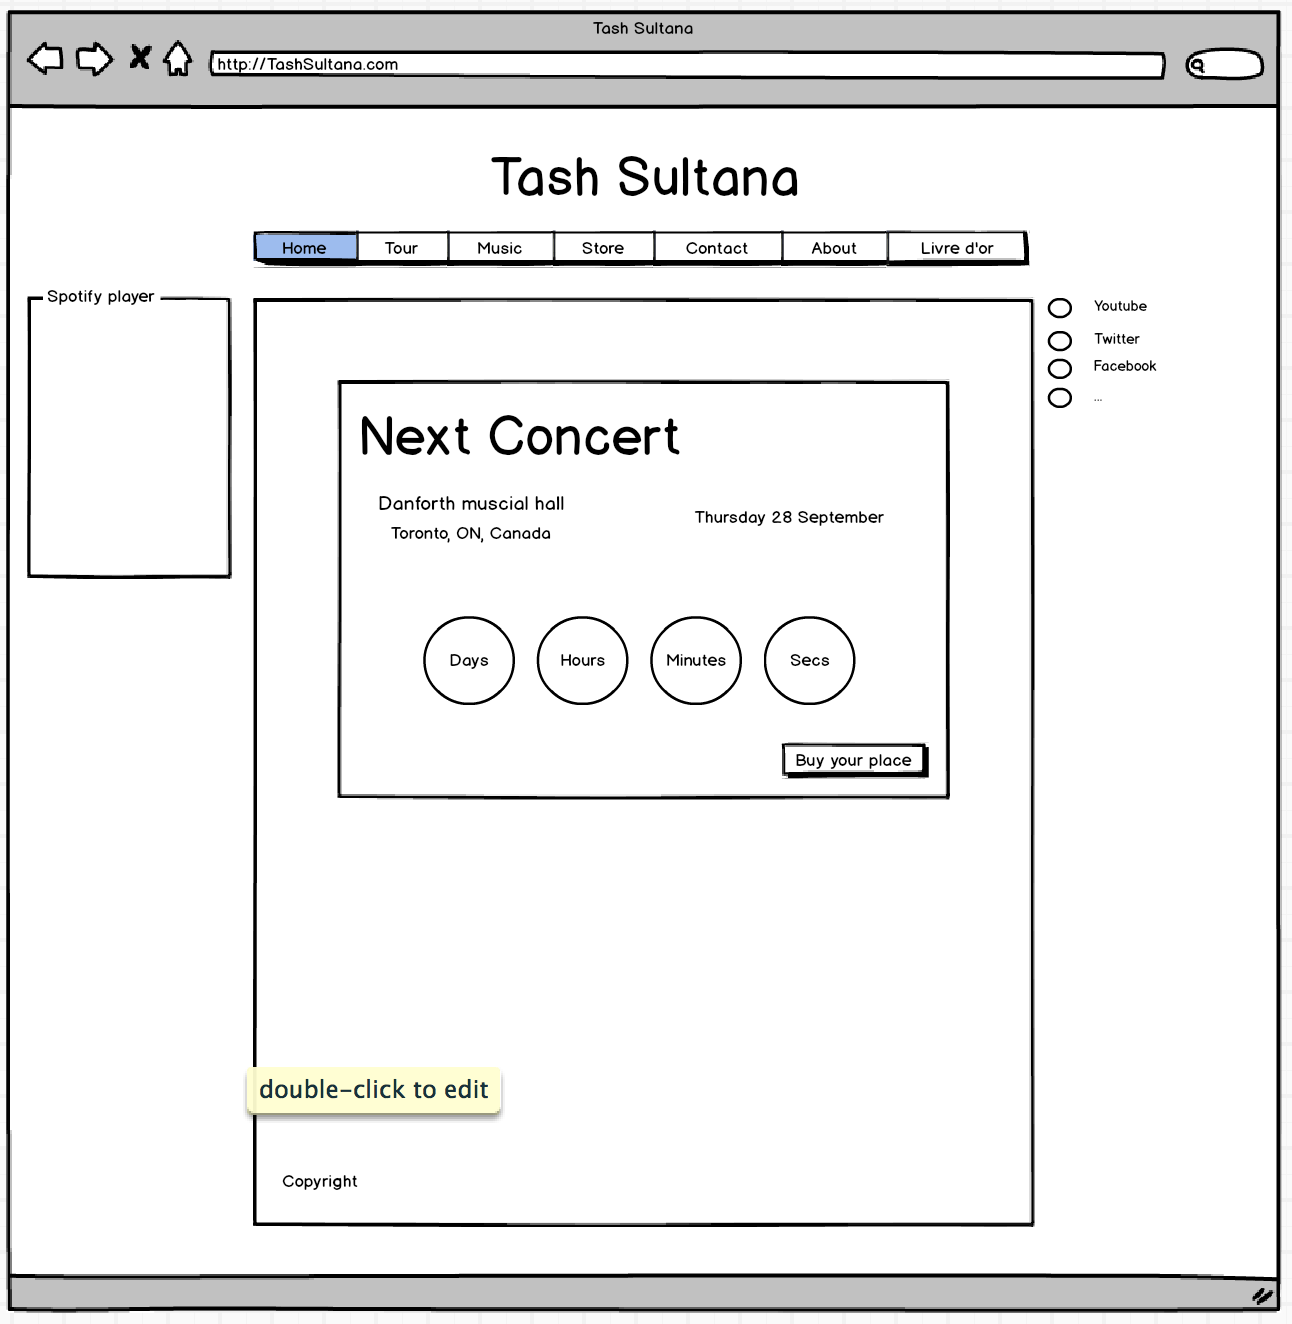 Tash Sultana
http://TashSultana.com
Tash Sultana
Home Tour Music Store Contact About Livre d'or
Spotify player
Youtube
Twitter
Facebook
...
Next Concert
Danforth muscial hall
Toronto, ON, Canada
Thursday 28 September
Days Hours Minutes Secs
Buy your place
double-click to edit
Copyright